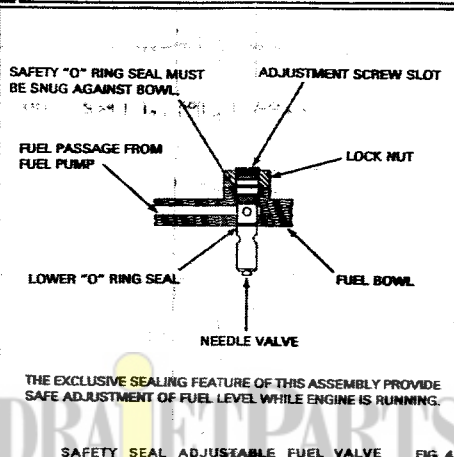 SAFETY "O" RING SEAL MUST
BE SNUG AGAINST BOWL.
ADJUSTMENT SCREW SLOT
FUEL PASSAGE FROM
FUEL PUMP
LOCK NUT
LOWER "O" RING SEAL
FUEL BOWL
NEEDLE VALVE
THE EXCLUSIVE SEALING FEATURE OF THIS ASSEMBLY PROVIDE
SAFE ADJUSTMENT OF FUEL LEVEL WHILE ENGINE IS RUNNING.
SAFETY SEAL ADJUSTABLE FUEL VALVE FIG. 4